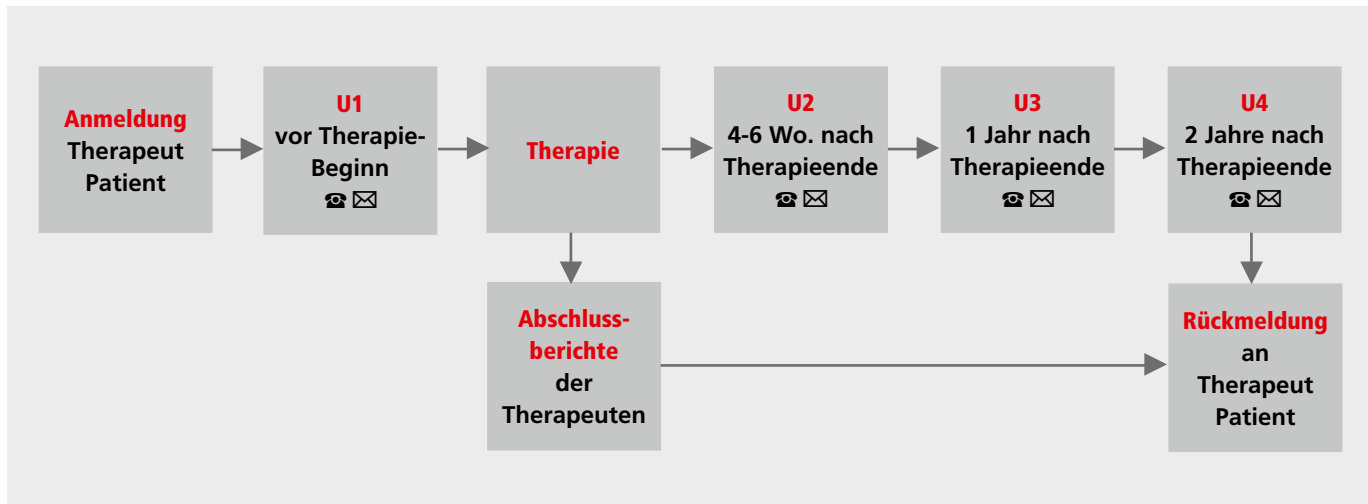 Anmeldung
Therapeut
Patient
U1
vor Therapie-
Beginn
☎ ✉
Therapie
U2
4-6 Wo. nach
Therapieende
☎ ✉
U3
1 Jahr nach
Therapieende
☎ ✉
U4
2 Jahre nach
Therapieende
☎ ✉
Abschluss-
berichte
der
Therapeuten
Rückmeldung
an
Therapeut
Patient